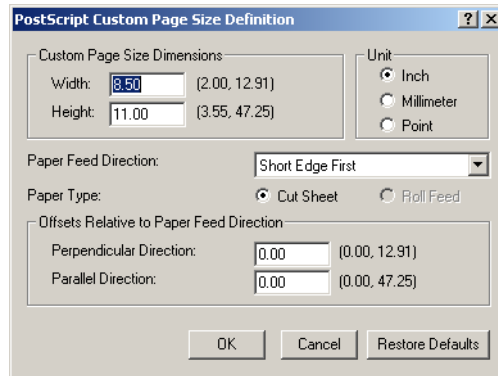 PostScript Custom Page Size Definition
Custom Page Size Dimensions
Width: 8.50 (2.00, 12.91)
Height: 11.00 (3.55, 47.25)
Unit
Inch
Millimeter
Point
Paper Feed Direction: Short Edge First
Paper Type: Cut Sheet Roll Feed
Offsets Relative to Paper Feed Direction
Perpendicular Direction: 0.00 (0.00, 12.91)
Parallel Direction: 0.00 (0.00, 47.25)
OK Cancel Restore Defaults